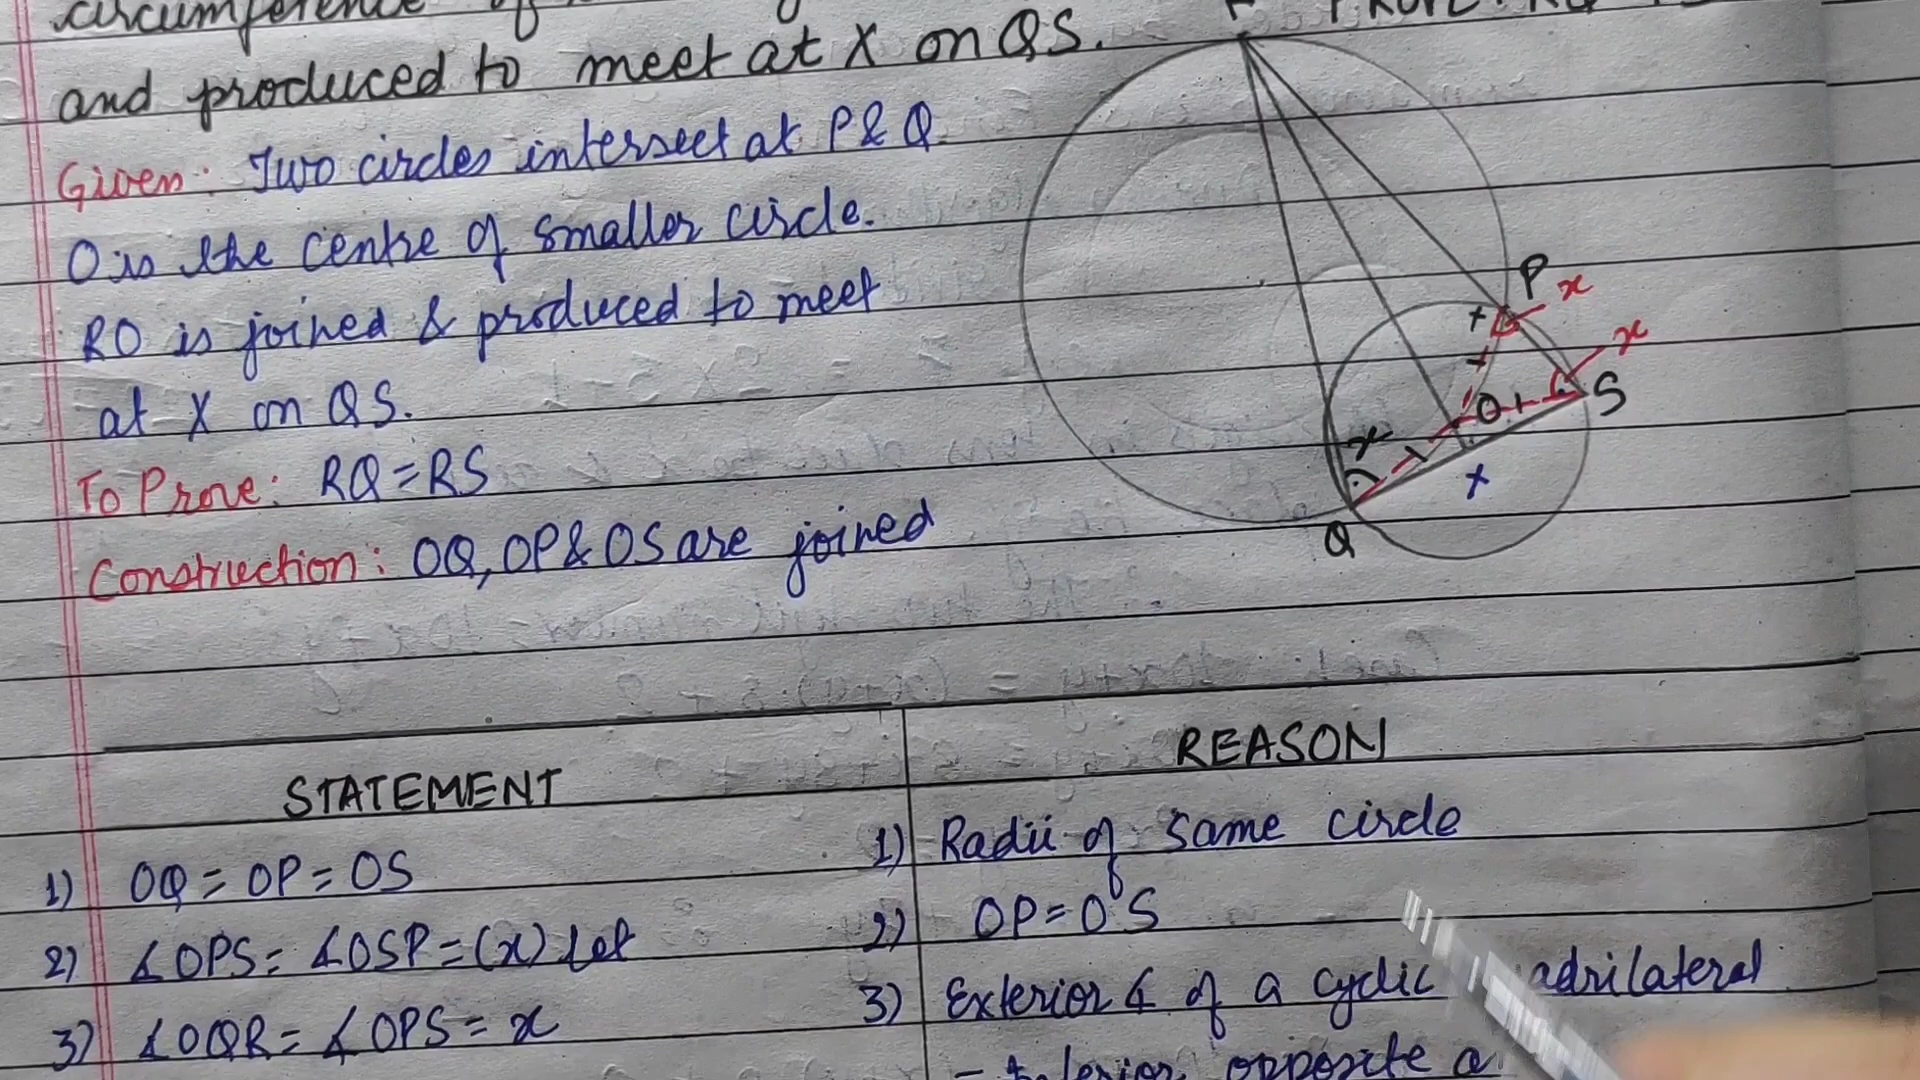 circumference of
and produced to meet at X on QS.
Given: Two circles intersect at P & Q.
O is the centre of smaller circle.
RO is joined & produced to meet
at X on QS.
To Prove: RQ = RS
Construction: OQ, OP & OS are joined
P x
x
O S
x
X
Q
STATEMENT REASON
1) OQ = OP = OS 1) Radii of same circle
2) ∡OPS = ∡OSP = (x) Let 2) OP = OS
3) ∡OQR = ∡OPS = x 3) Exterior ∡ of a cyclic adrilateral
opposite